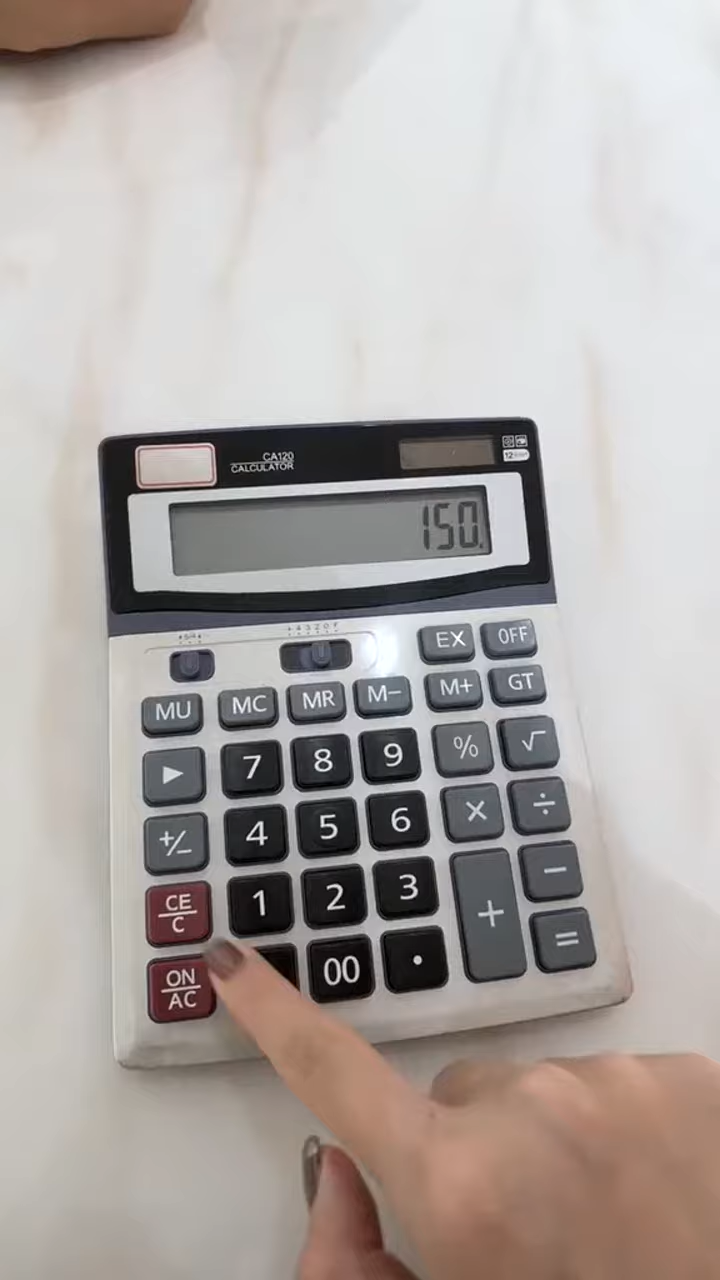 CA120
CALCULATOR
12
150.
EX OFF
MU MC MR M− M+ GT
▶ 7 8 9 % √
+/− 4 5 6 × ÷
CE/C 1 2 3 + −
ON/AC 00 . =